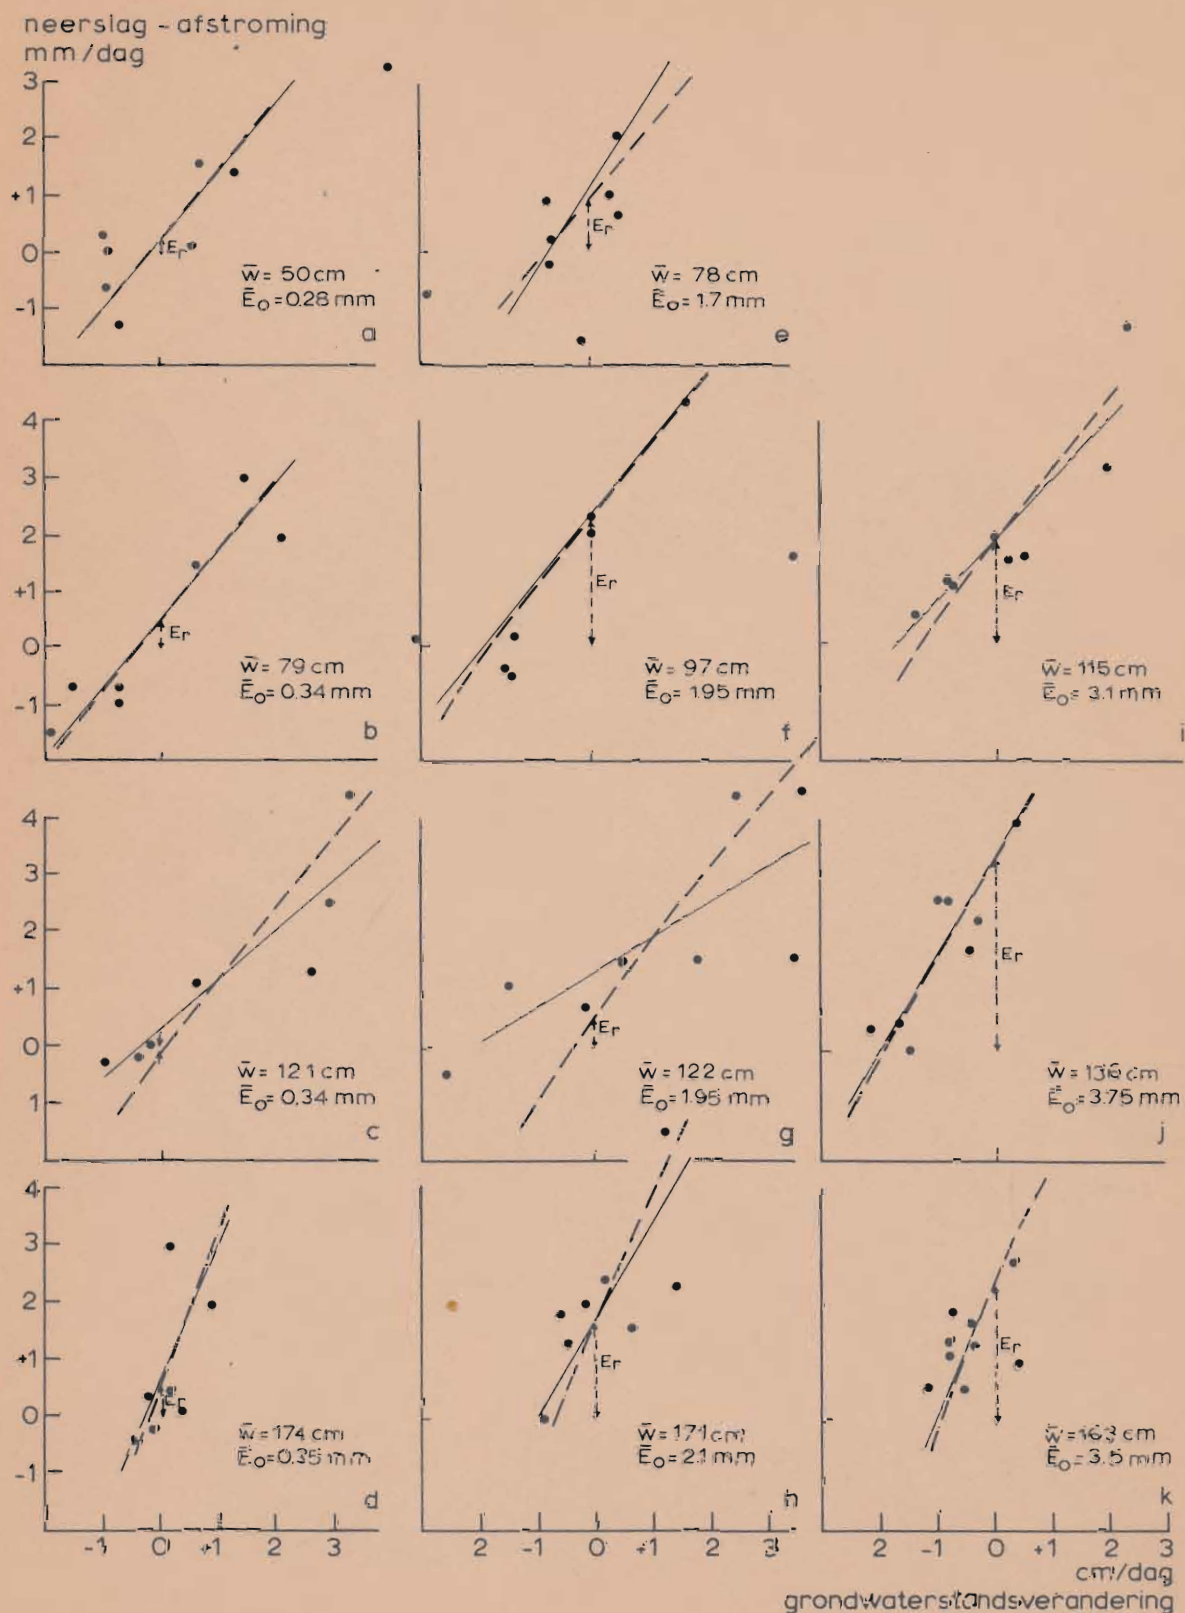 neerslag - afstroming
mm/dag
3
2
+1
0
-1
Er
w̄ = 50 cm
Ē₀ = 0.28 mm
a
Er
w̄ = 78 cm
Ē₀ = 1.7 mm
e
4
3
2
+1
0
-1
Er
w̄ = 79 cm
Ē₀ = 0.34 mm
b
Er
w̄ = 97 cm
Ē₀ = 1.95 mm
f
Er
w̄ = 115 cm
Ē₀ = 3.1 mm
i
4
3
2
+1
0
1
w̄ = 121 cm
Ē₀ = 0.34 mm
c
Er
w̄ = 122 cm
Ē₀ = 1.95 mm
g
Er
w̄ = 136 cm
Ē₀ = 3.75 mm
j
4
3
2
+1
0
-1
Er
w̄ = 174 cm
Ē₀ = 0.35 mm
d
Er
w̄ = 171 cm
Ē₀ = 2.1 mm
h
Er
w̄ = 163 cm
Ē₀ = 3.5 mm
k
-1 0 +1 2 3
2 -1 0 +1 2 3
2 -1 0 +1 2 3
cm/dag
grondwaterstandsverandering